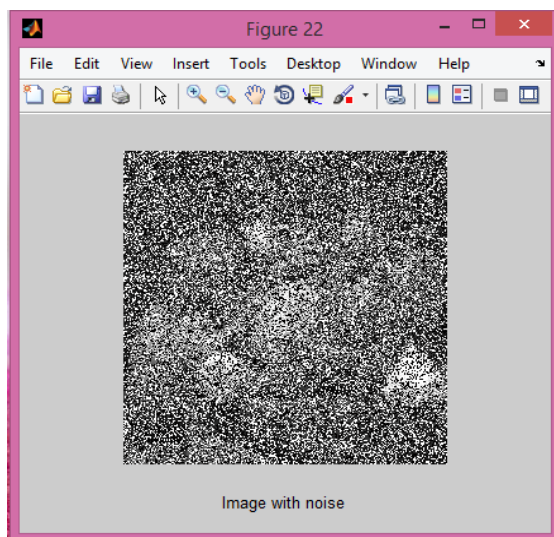 Figure 22
File Edit View Insert Tools Desktop Window Help
Image with noise